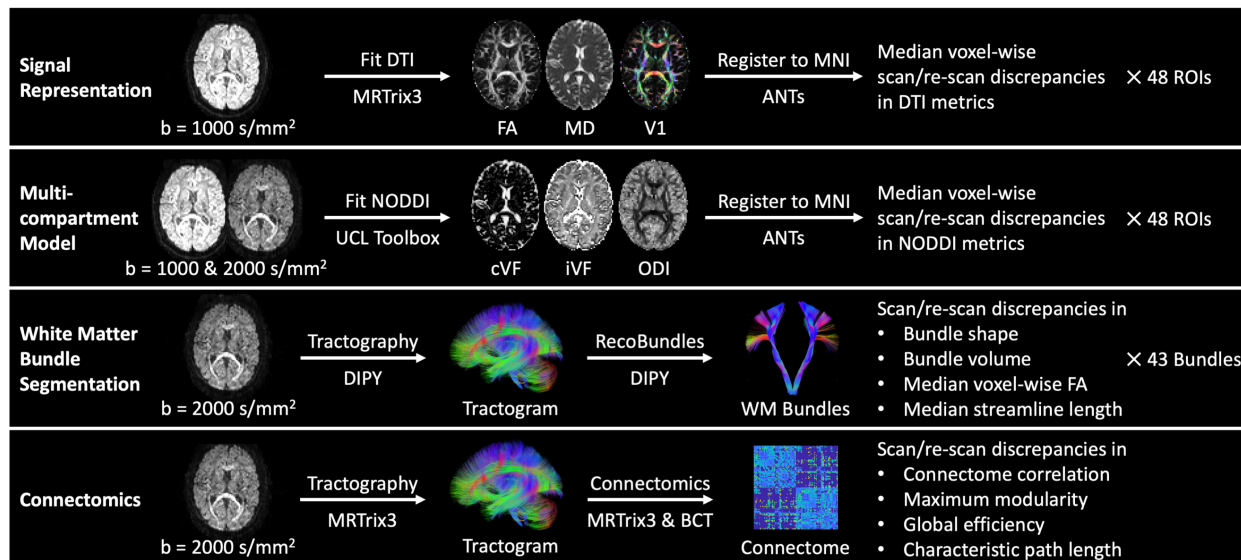 Signal
Representation
b = 1000 s/mm²
Fit DTI
MRTrix3
FA
MD
V1
Register to MNI
ANTs
Median voxel-wise
scan/re-scan discrepancies
in DTI metrics
× 48 ROIs
Multi-
compartment
Model
b = 1000 & 2000 s/mm²
Fit NODDI
UCL Toolbox
cVF
iVF
ODI
Register to MNI
ANTs
Median voxel-wise
scan/re-scan discrepancies
in NODDI metrics
× 48 ROIs
White Matter
Bundle
Segmentation
b = 2000 s/mm²
Tractography
DIPY
Tractogram
RecoBundles
DIPY
WM Bundles
Scan/re-scan discrepancies in
• Bundle shape
• Bundle volume
• Median voxel-wise FA
• Median streamline length
× 43 Bundles
Connectomics
b = 2000 s/mm²
Tractography
MRTrix3
Tractogram
Connectomics
MRTrix3 & BCT
Connectome
Scan/re-scan discrepancies in
• Connectome correlation
• Maximum modularity
• Global efficiency
• Characteristic path length